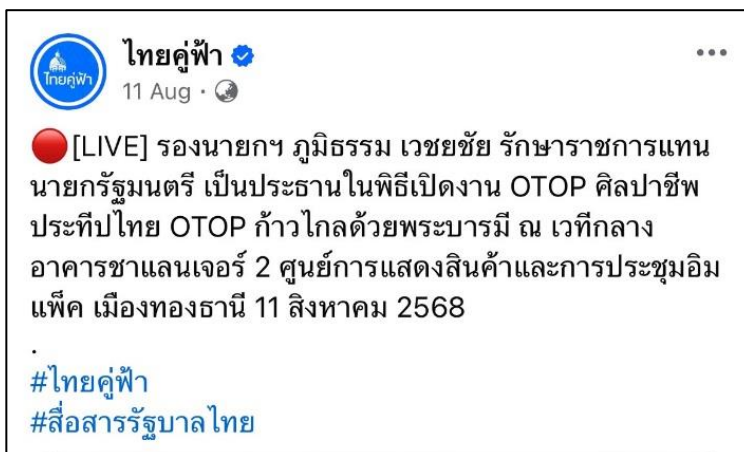 ไทยคู่ฟ้า
ไทยคู่ฟ้า
11 Aug ·
[LIVE] รองนายกฯ ภูมิธรรม เวชยชัย รักษาราชการแทน
นายกรัฐมนตรี เป็นประธานในพิธีเปิดงาน OTOP ศิลปาชีพ
ประทีปไทย OTOP ก้าวไกลด้วยพระบารมี ณ เวทีกลาง
อาคารชาแลนเจอร์ 2 ศูนย์การแสดงสินค้าและการประชุมอิม
แพ็ค เมืองทองธานี 11 สิงหาคม 2568
.
#ไทยคู่ฟ้า
#สื่อสารรัฐบาลไทย